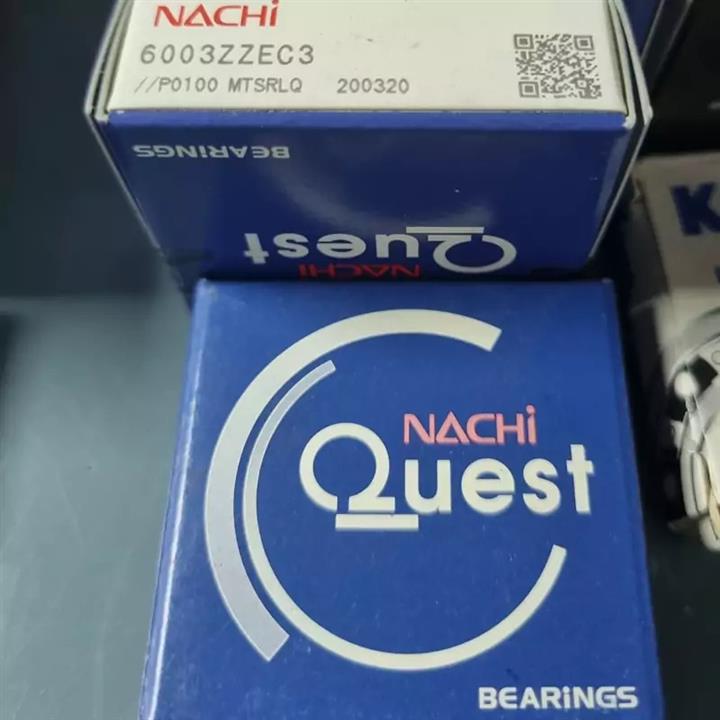 NACHi
6003ZZEC3
//P0100 MTSRLQ 200320
BEARiNGS
Quest
NACHi
NACHi
Quest
BEARiNGS
K